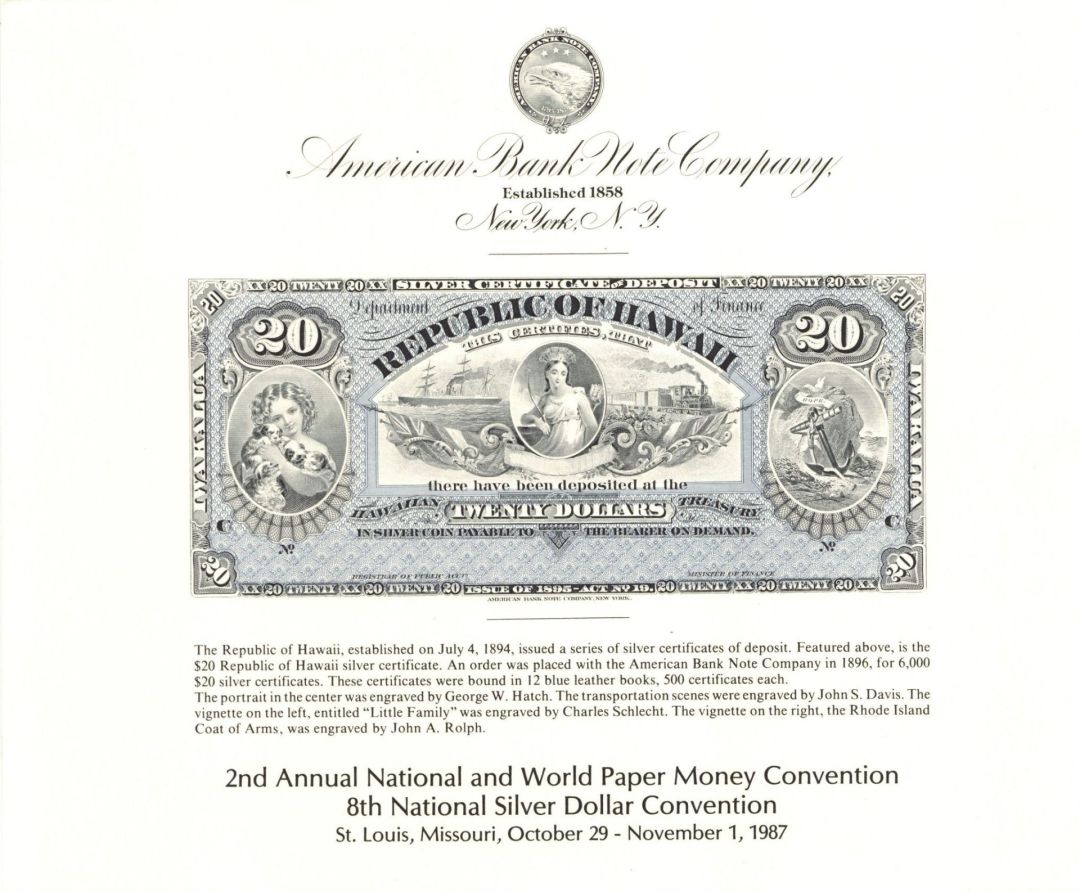 AMERICAN BANK NOTE COMPANY
American Bank Note Company,
Established 1858
New York, N. Y.
XX 20 TWENTY 20 XX SILVER CERTIFICATE OF DEPOSIT XX 20 TWENTY 20 XX
20 20
Department of Finance
REPUBLIC OF HAWAII
THIS CERTIFIES, THAT
20 20
HOPE
there have been deposited at the
HAWAIIAN TWENTY DOLLARS TREASURY
IN SILVER COIN PAYABLE TO THE BEARER ON DEMAND.
C C
No No
REGISTRAR OF PUBLIC ACCTS MINISTER OF FINANCE
20 XX 20 TWENTY XX 20 TWENTY 20 ISSUE OF 1895-ACT No 19. 20 TWENTY XX 20 TWENTY 20 XX 20
AMERICAN BANK NOTE COMPANY, NEW YORK.
The Republic of Hawaii, established on July 4, 1894, issued a series of silver certificates of deposit. Featured above, is the
$20 Republic of Hawaii silver certificate. An order was placed with the American Bank Note Company in 1896, for 6,000
$20 silver certificates. These certificates were bound in 12 blue leather books, 500 certificates each.
The portrait in the center was engraved by George W. Hatch. The transportation scenes were engraved by John S. Davis. The
vignette on the left, entitled “Little Family” was engraved by Charles Schlecht. The vignette on the right, the Rhode Island
Coat of Arms, was engraved by John A. Rolph.
2nd Annual National and World Paper Money Convention
8th National Silver Dollar Convention
St. Louis, Missouri, October 29 - November 1, 1987